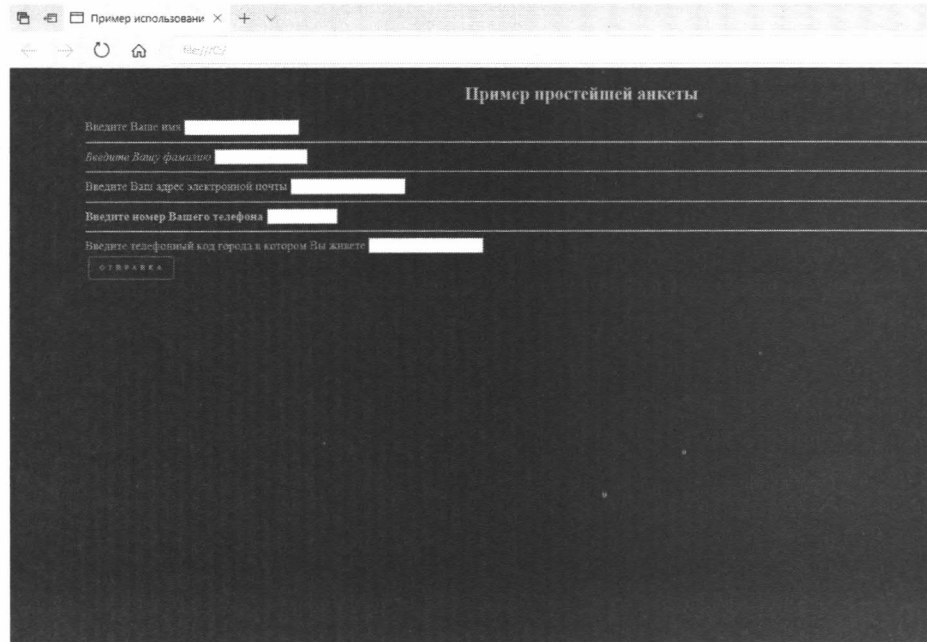 Пример использовани
file:///C:/
Пример простейшей анкеты
Введите Ваше имя
Введите Вашу фамилию
Введите Ваш адрес электронной почты
Введите номер Вашего телефона
Введите телефонный код города в котором Вы живете
ОТПРАВКА